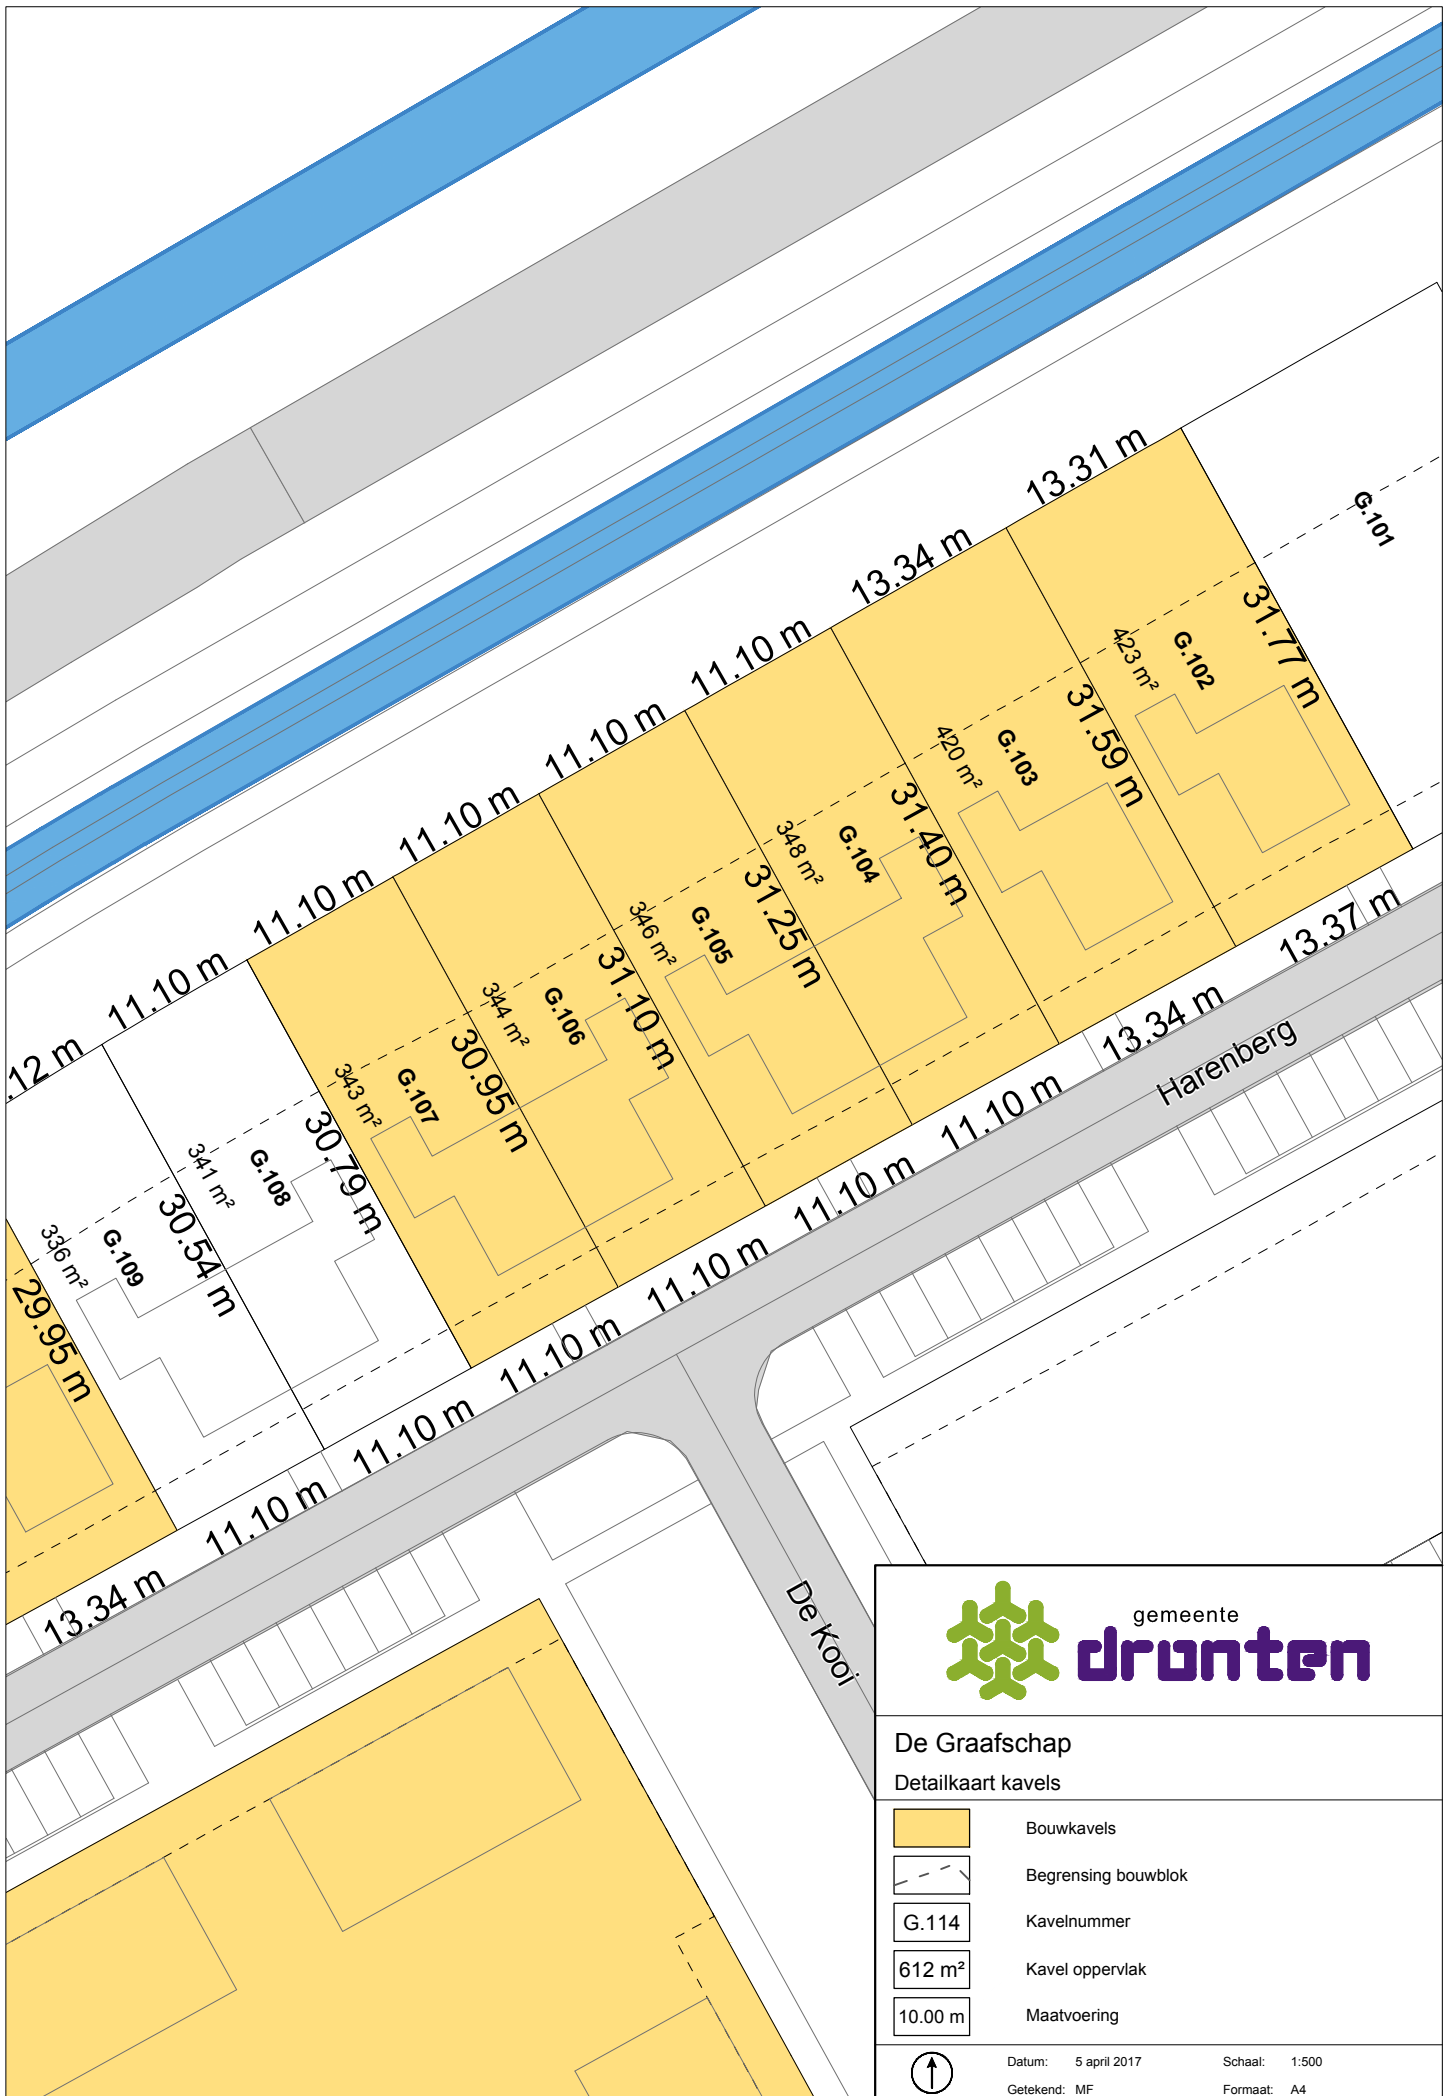 13.31 m
13.34 m
11.10 m
11.10 m
11.10 m
11.10 m
11.10 m
.12 m
G.101
31.77 m
G.102
423 m²
31.59 m
G.103
420 m²
31.40 m
G.104
348 m²
31.25 m
G.105
346 m²
31.10 m
G.106
344 m²
30.95 m
G.107
343 m²
30.79 m
G.108
341 m²
30.54 m
G.109
336 m²
29.95 m
13.37 m
13.34 m
11.10 m
11.10 m
11.10 m
11.10 m
11.10 m
11.10 m
13.34 m
Harenberg
De Kooi
gemeente
dronten
De Graafschap
Detailkaart kavels
Bouwkavels
Begrensing bouwblok
G.114 Kavelnummer
612 m² Kavel oppervlak
10.00 m Maatvoering
Datum: 5 april 2017 Schaal: 1:500
Getekend: MF Formaat: A4